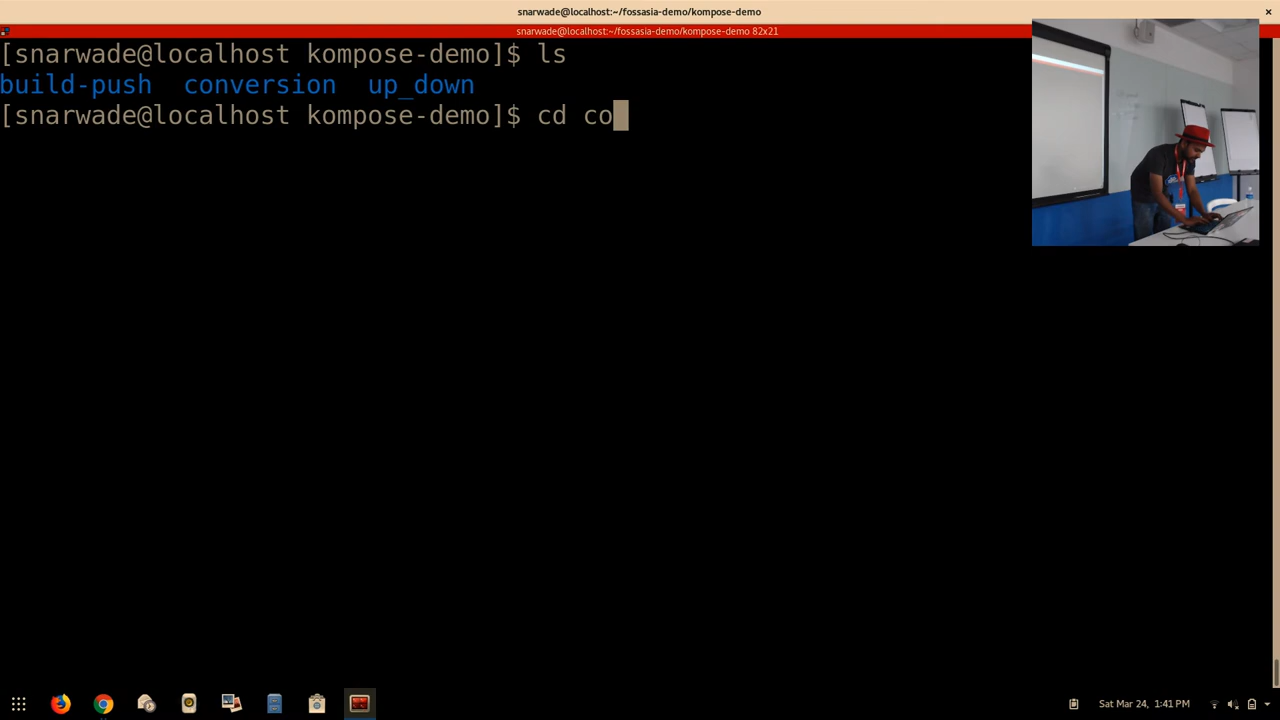 snarwade@localhost:~/fossasia-demo/kompose-demo
snarwade@localhost:~/fossasia-demo/kompose-demo 82x21
[snarwade@localhost kompose-demo]$ ls
build-push conversion up_down
[snarwade@localhost kompose-demo]$ cd co
Sat Mar 24, 1:41 PM